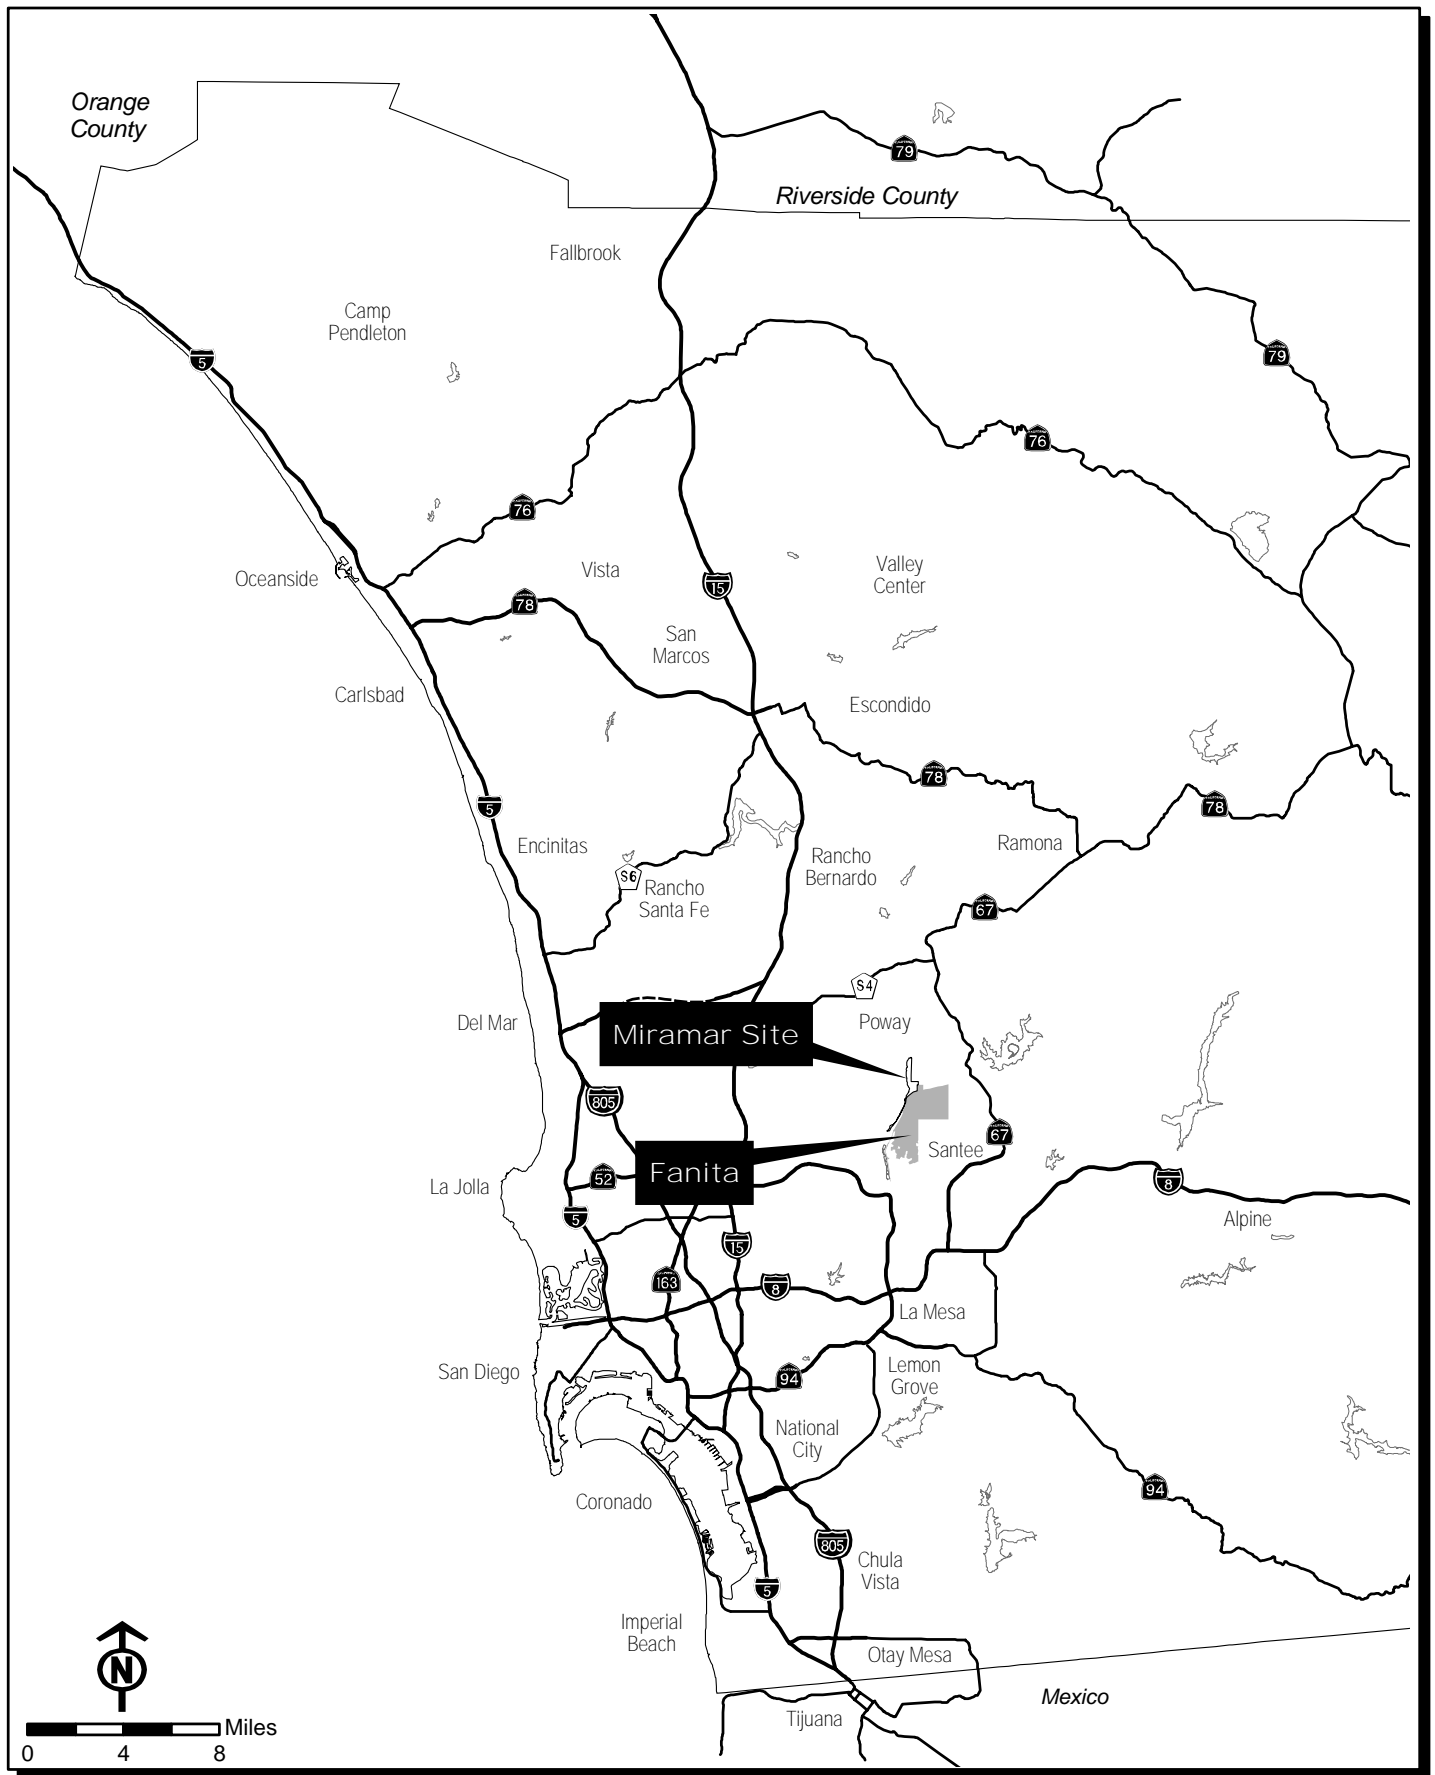 Orange
County
79
Riverside County
Fallbrook
Camp
Pendleton
5
79
76
76
Oceanside
Vista
Valley
Center
15
78
San
Marcos
Carlsbad
Escondido
78
78
5
Encinitas
Ramona
Rancho
Bernardo
S6
Rancho
Santa Fe
67
S4
Del Mar
Poway
Miramar Site
805
67
Santee
52
Fanita
La Jolla
8
5
Alpine
15
163
8
La Mesa
San Diego
94
Lemon
Grove
National
City
94
Coronado
805
Chula
Vista
5
Imperial
Beach
Otay Mesa
N
Mexico
Tijuana
Miles
0 4 8